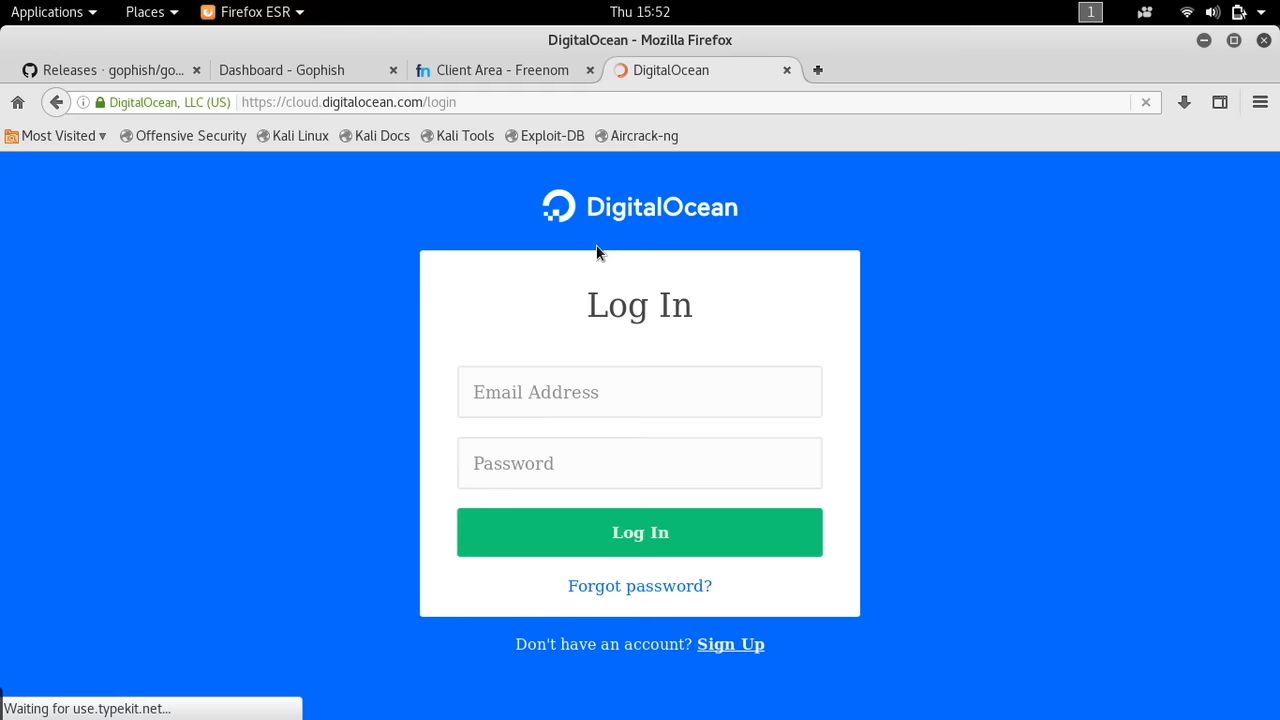 Applications Places Firefox ESR Thu 15:52 1
DigitalOcean - Mozilla Firefox
Releases · gophish/go... Dashboard - Gophish Client Area - Freenom DigitalOcean
DigitalOcean, LLC (US) https://cloud.digitalocean.com/login
Most Visited Offensive Security Kali Linux Kali Docs Kali Tools Exploit-DB Aircrack-ng
DigitalOcean
Log In
Email Address
Password
Log In
Forgot password?
Don't have an account? Sign Up
Waiting for use.typekit.net...